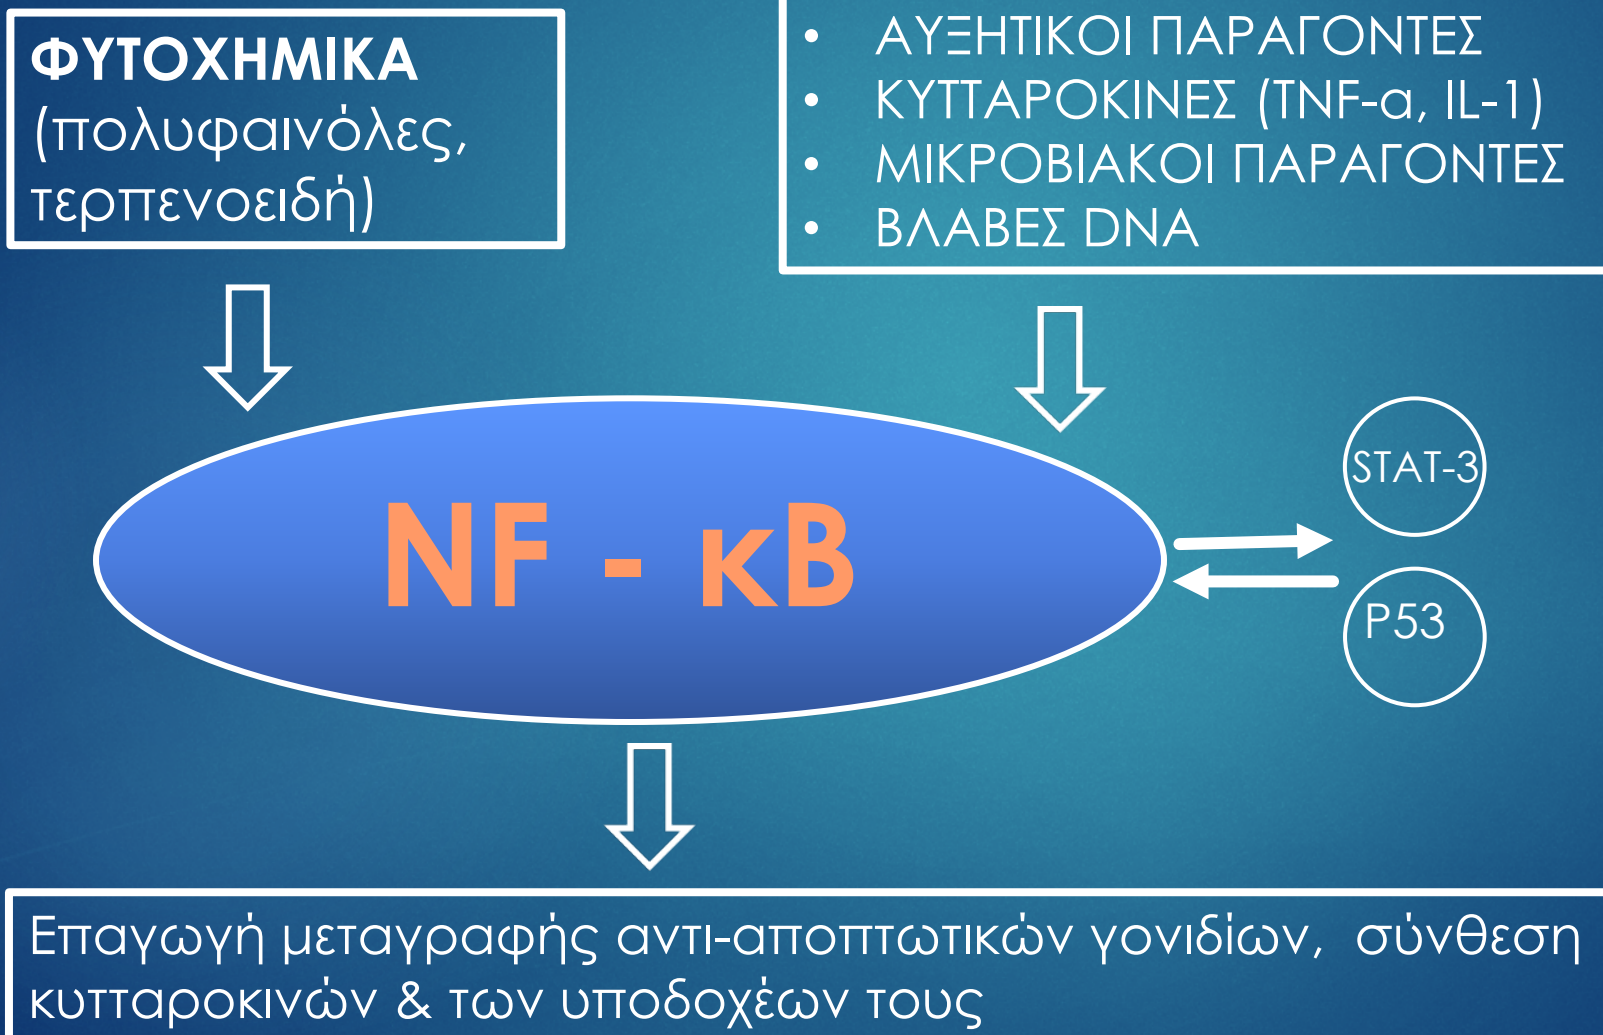 ΦΥΤΟΧΗΜΙΚΑ
(πολυφαινόλες,
τερπενοειδή)
• ΑΥΞΗΤΙΚΟΙ ΠΑΡΑΓΟΝΤΕΣ
• ΚΥΤΤΑΡΟΚΙΝΕΣ (TNF-α, IL-1)
• ΜΙΚΡΟΒΙΑΚΟΙ ΠΑΡΑΓΟΝΤΕΣ
• ΒΛΑΒΕΣ DNA
NF - κB
STAT-3
P53
Επαγωγή μεταγραφής αντι-αποπτωτικών γονιδίων, σύνθεση
κυτταροκινών & των υποδοχέων τους